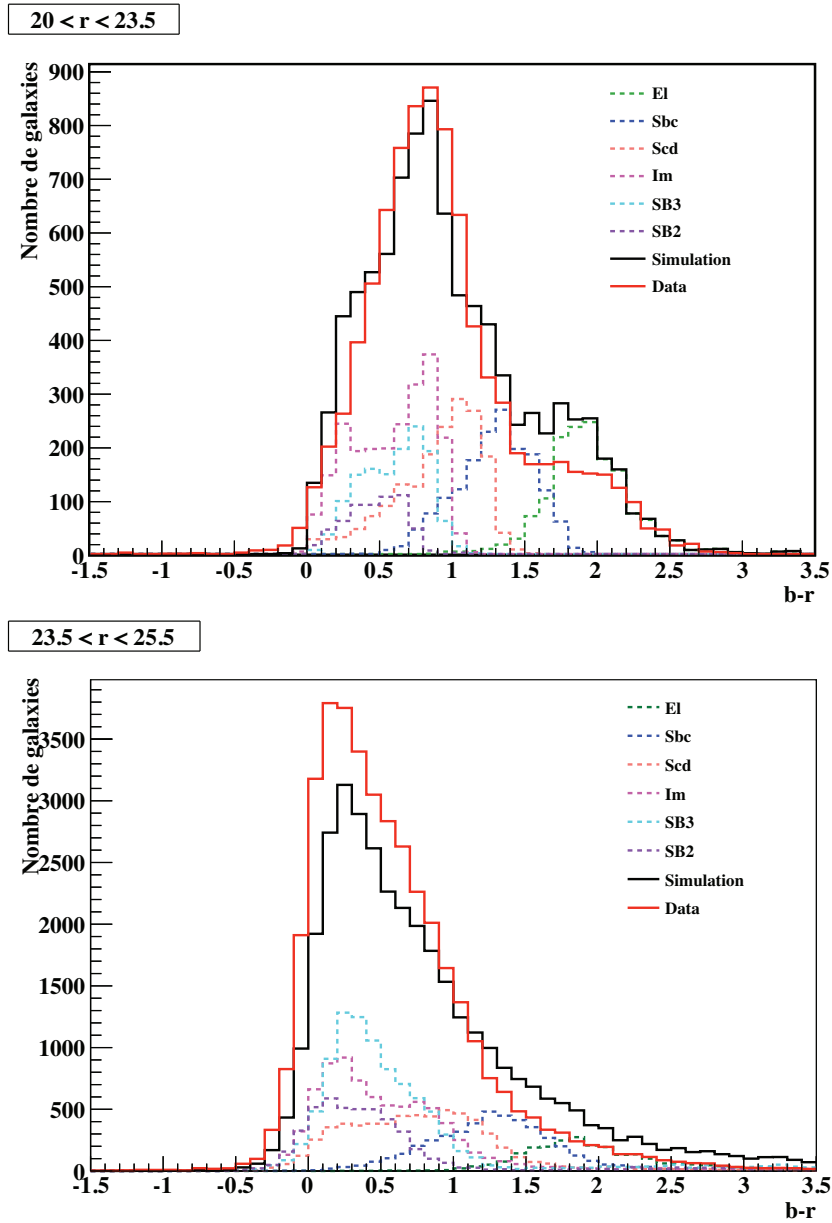 20 < r < 23.5
Nombre de galaxies
900
800
700
600
500
400
300
200
100
0
El
Sbc
Scd
Im
SB3
SB2
Simulation
Data
-1.5 -1 -0.5 0 0.5 1 1.5 2 2.5 3 3.5
b-r
23.5 < r < 25.5
Nombre de galaxies
3500
3000
2500
2000
1500
1000
500
0
El
Sbc
Scd
Im
SB3
SB2
Simulation
Data
-1.5 -1 -0.5 0 0.5 1 1.5 2 2.5 3 3.5
b-r